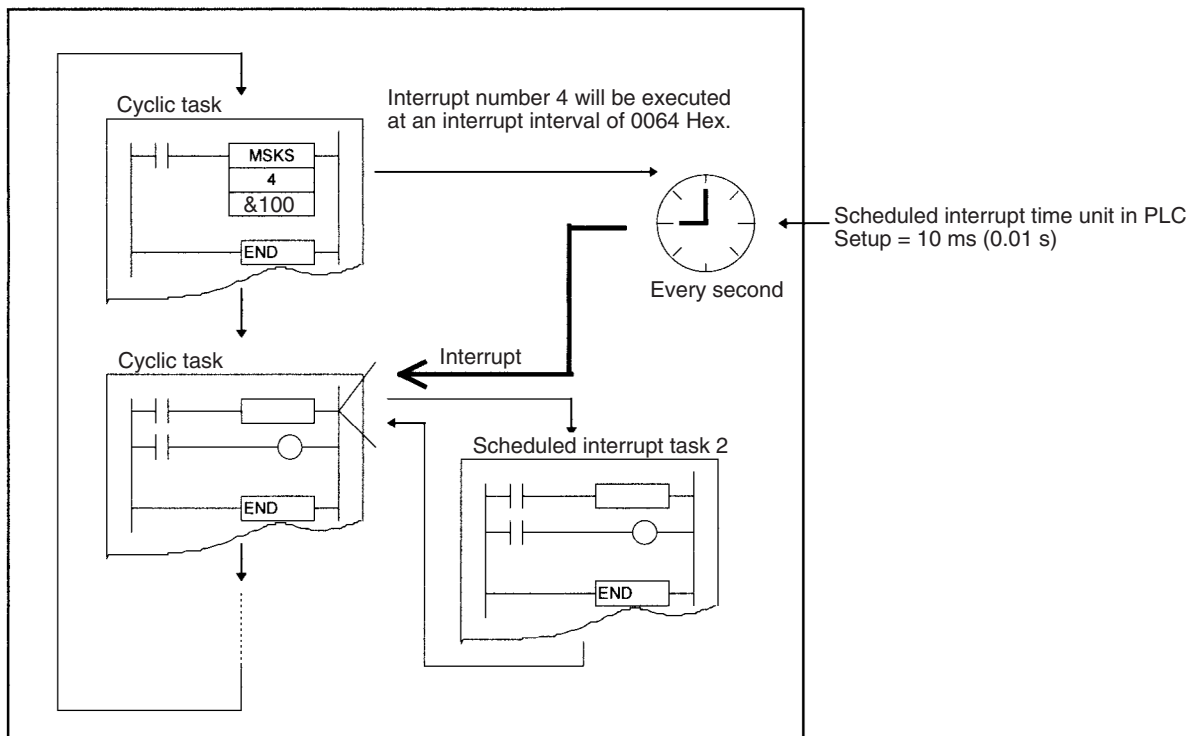 Cyclic task
MSKS
4
&100
END
Interrupt number 4 will be executed
at an interrupt interval of 0064 Hex.
Scheduled interrupt time unit in PLC
Setup = 10 ms (0.01 s)
Every second
Interrupt
Cyclic task
END
Scheduled interrupt task 2
END